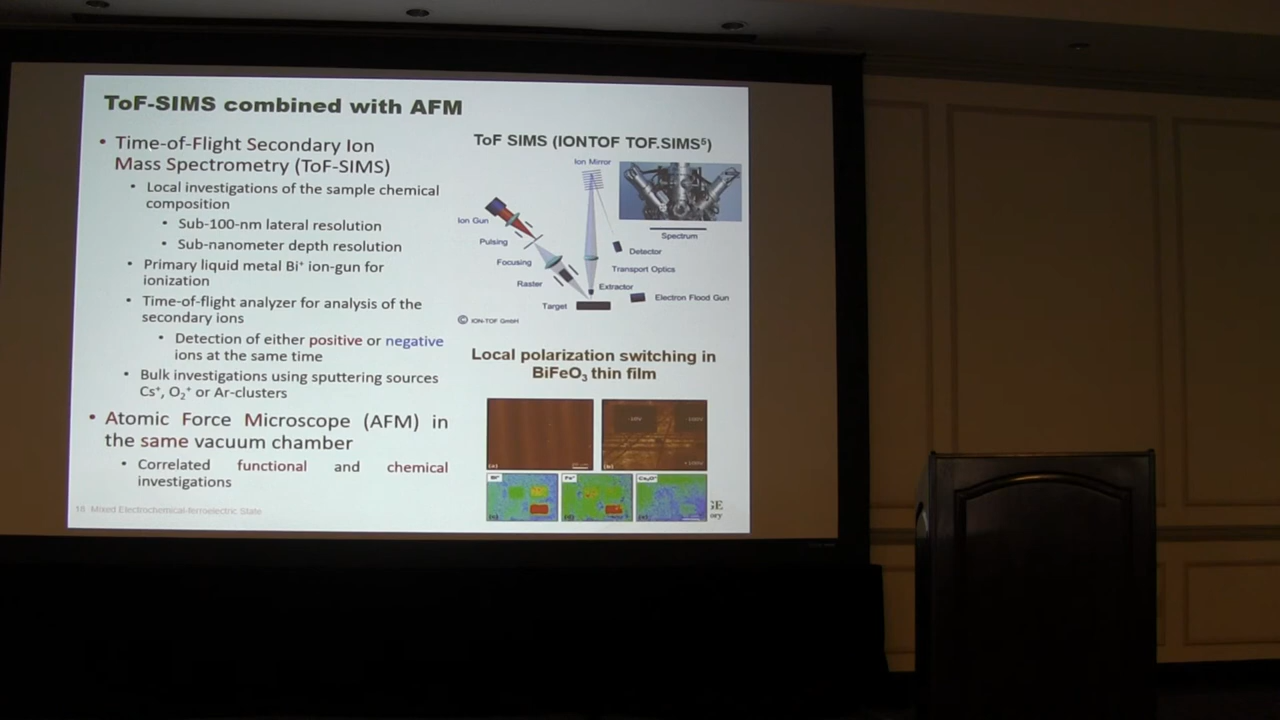 ToF-SIMS combined with AFM
• Time-of-Flight Secondary Ion
Mass Spectrometry (ToF-SIMS)
• Local investigations of the sample chemical
composition
• Sub-100-nm lateral resolution
• Sub-nanometer depth resolution
• Primary liquid metal Bi⁺ ion-gun for
ionization
• Time-of-flight analyzer for analysis of the
secondary ions
• Detection of either positive or negative
ions at the same time
• Bulk investigations using sputtering sources
Cs⁺, O₂⁺ or Ar-clusters
• Atomic Force Microscope (AFM) in
the same vacuum chamber
• Correlated functional and chemical
investigations
16 Mixed Electrochemical-ferroelectric State
ToF SIMS (IONTOF TOF.SIMS⁵)
Ion Mirror
Ion Gun
Pulsing
Focusing
Raster
Target
Spectrum
Detector
Transport Optics
Extractor
Electron Flood Gun
© ION-TOF GmbH
Local polarization switching in
BiFeO₃ thin film
(a)
(b)
Bi⁺
Fe⁺
(c)
(d)
(e)
GE
ory